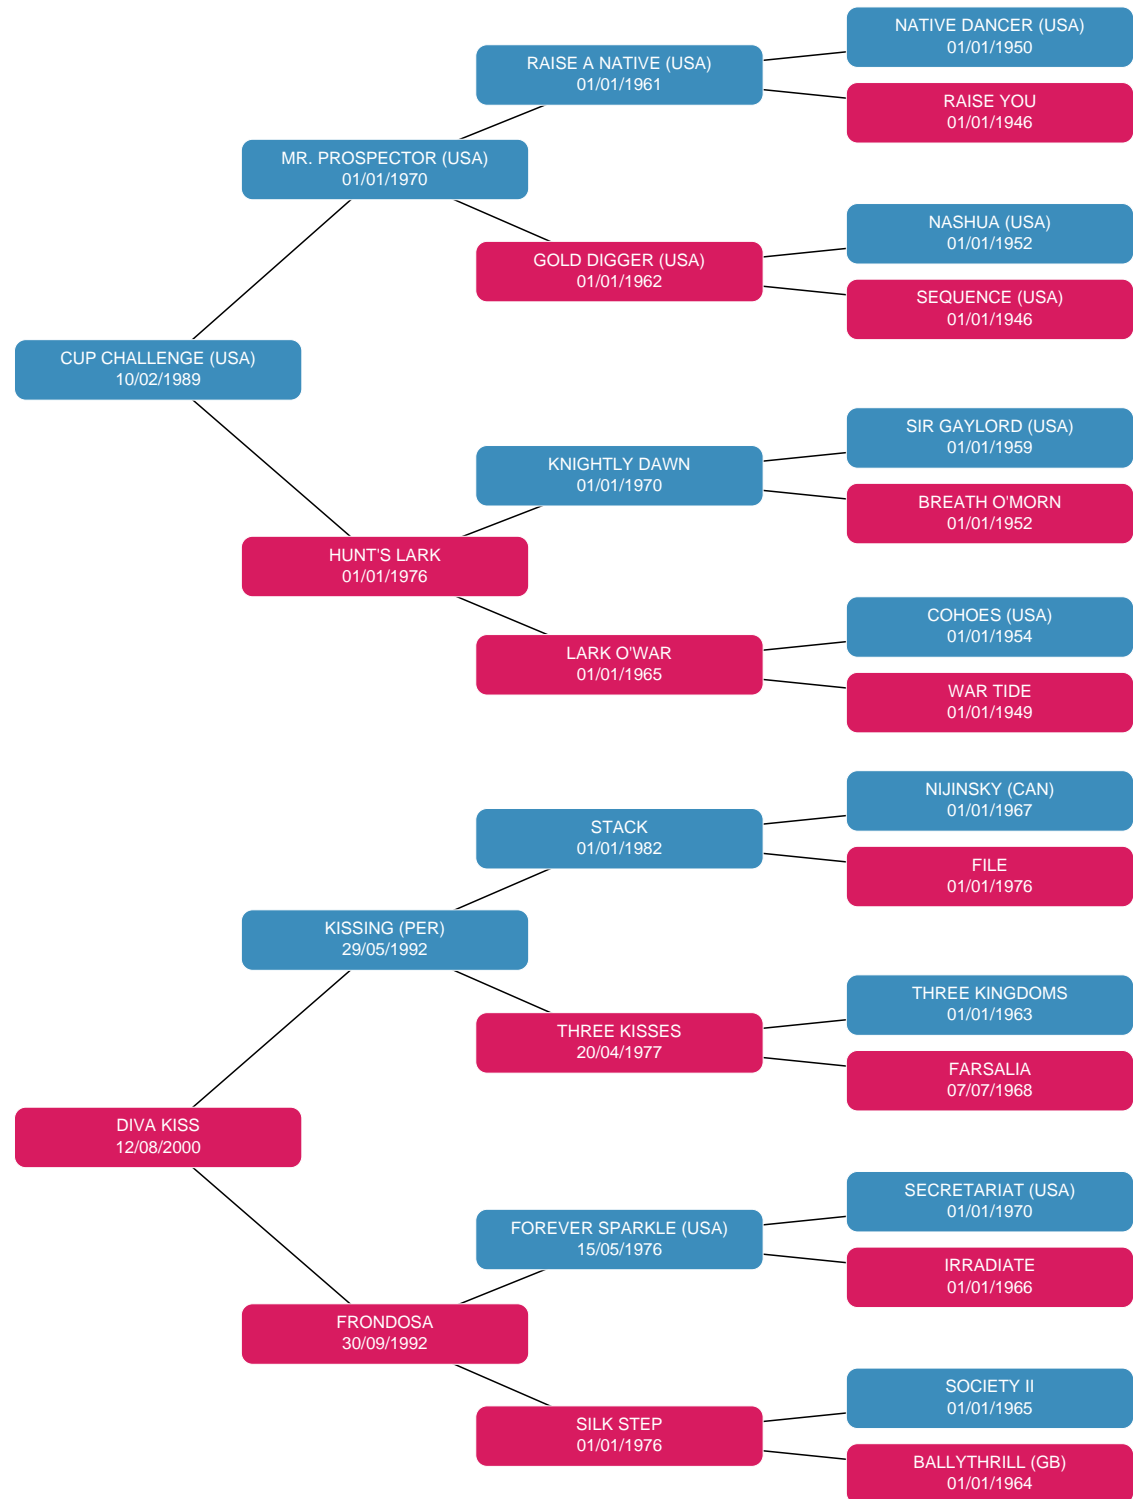 NATIVE DANCER (USA)
01/01/1950
RAISE A NATIVE (USA)
01/01/1961
RAISE YOU
01/01/1946
MR. PROSPECTOR (USA)
01/01/1970
NASHUA (USA)
01/01/1952
GOLD DIGGER (USA)
01/01/1962
SEQUENCE (USA)
01/01/1946
CUP CHALLENGE (USA)
10/02/1989
SIR GAYLORD (USA)
01/01/1959
KNIGHTLY DAWN
01/01/1970
BREATH O'MORN
01/01/1952
HUNT'S LARK
01/01/1976
COHOES (USA)
01/01/1954
LARK O'WAR
01/01/1965
WAR TIDE
01/01/1949
NIJINSKY (CAN)
01/01/1967
STACK
01/01/1982
FILE
01/01/1976
KISSING (PER)
29/05/1992
THREE KINGDOMS
01/01/1963
THREE KISSES
20/04/1977
FARSALIA
07/07/1968
DIVA KISS
12/08/2000
SECRETARIAT (USA)
01/01/1970
FOREVER SPARKLE (USA)
15/05/1976
IRRADIATE
01/01/1966
FRONDOSA
30/09/1992
SOCIETY II
01/01/1965
SILK STEP
01/01/1976
BALLYTHRILL (GB)
01/01/1964